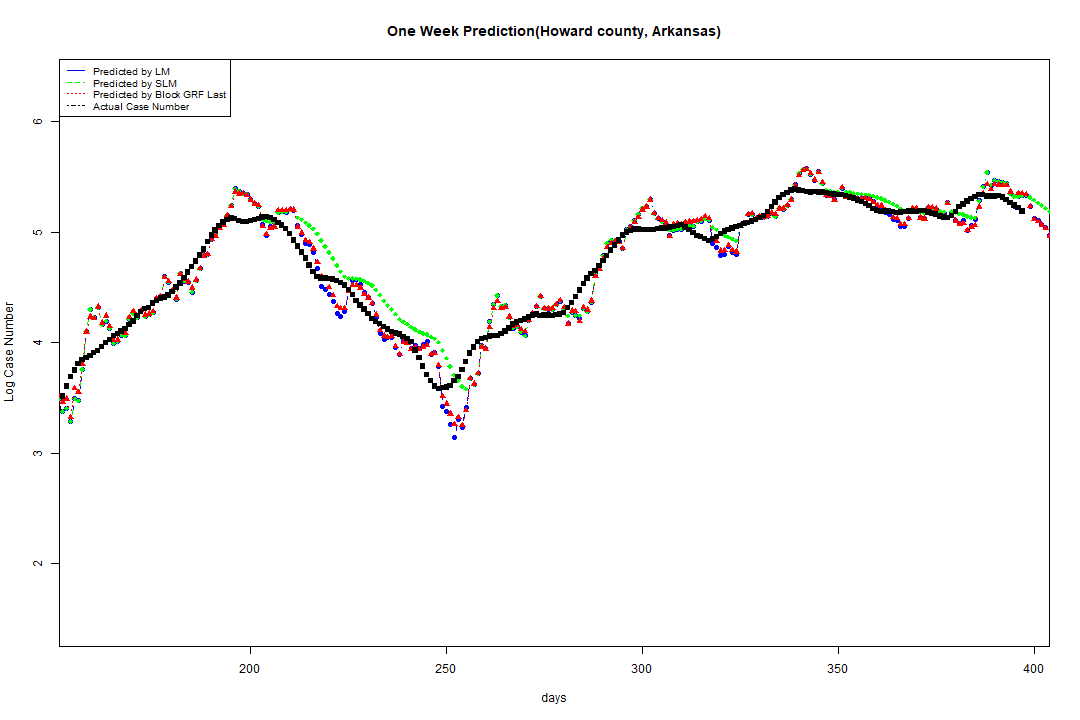 One Week Prediction(Howard county, Arkansas)
Predicted by LM
Predicted by SLM
Predicted by Block GRF Last
Actual Case Number
6
5
4
3
2
Log Case Number
200
250
300
350
400
days